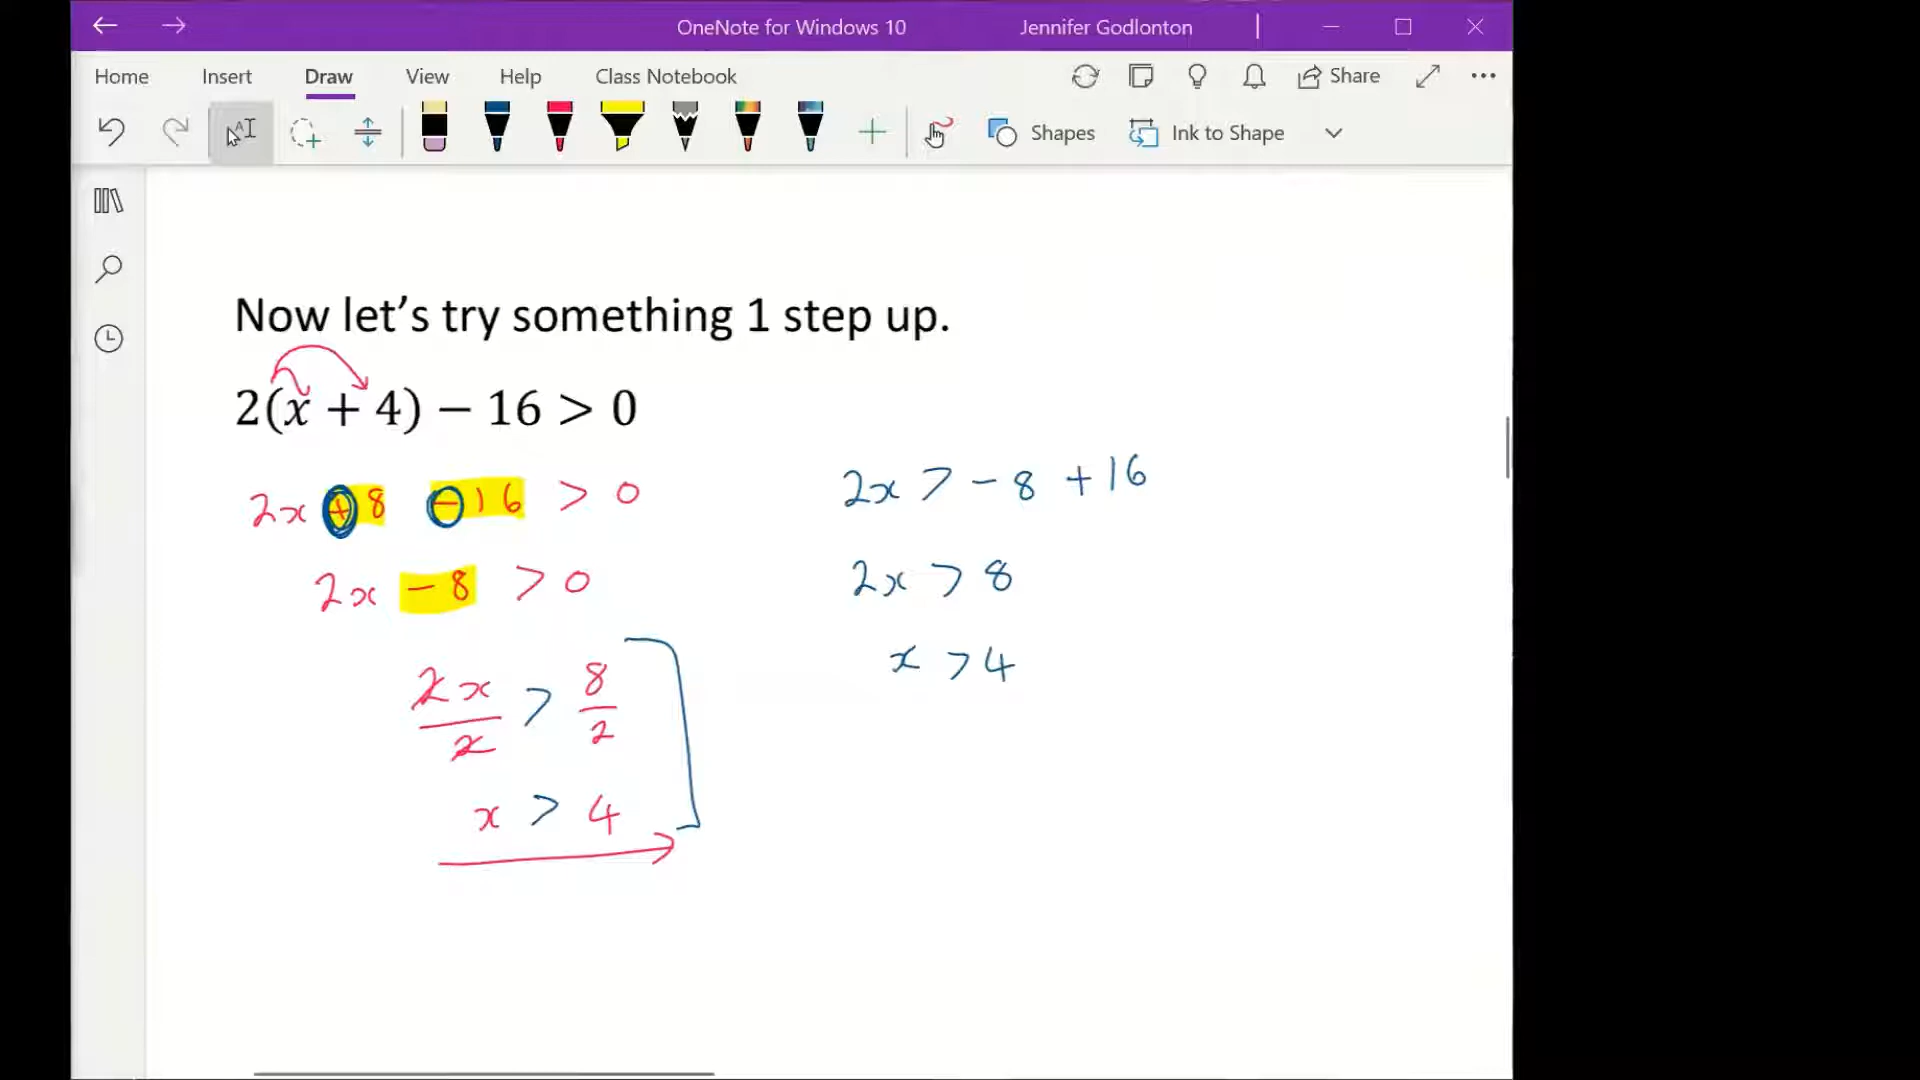 OneNote for Windows 10 Jennifer Godlonton
Home Insert Draw View Help Class Notebook Share
Shapes Ink to Shape
Now let's try something 1 step up.
2(x + 4) − 16 > 0
2x + 8 − 16 > 0
2x − 8 > 0
2x/2 > 8/2
x > 4
2x > − 8 + 16
2x > 8
x > 4